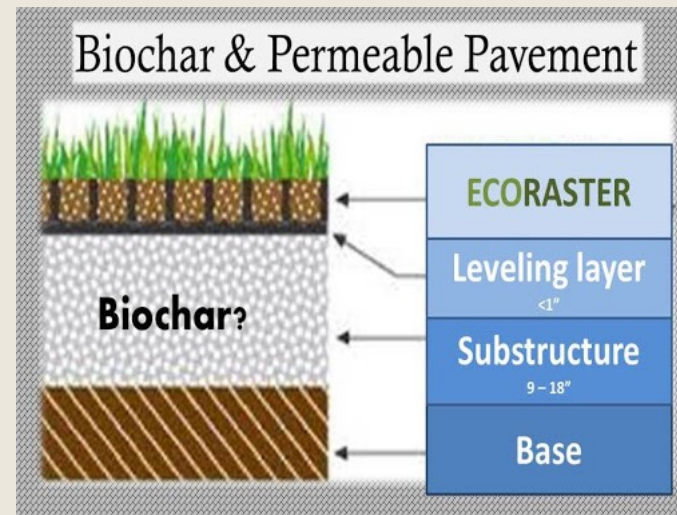 Biochar & Permeable Pavement
ECORASTER
Leveling layer
<1"
Biochar?
Substructure
9 – 18"
Base